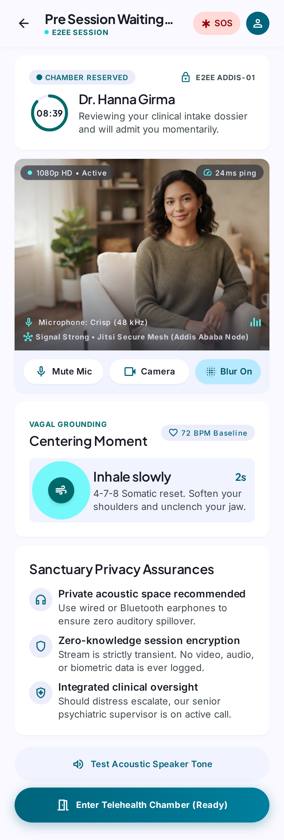 Pre Session Waiting...
SOS
E2EE SESSION
CHAMBER RESERVED
E2EE ADDIS-01
08:39
Dr. Hanna Girma
Reviewing your clinical intake dossier
and will admit you momentarily.
1080p HD • Active
24ms ping
Microphone: Crisp (48 kHz)
Signal Strong • Jitsi Secure Mesh (Addis Ababa Node)
Mute Mic
Camera
Blur On
VAGAL GROUNDING
Centering Moment
72 BPM Baseline
Inhale slowly
2s
4-7-8 Somatic reset. Soften your
shoulders and unclench your jaw.
Sanctuary Privacy Assurances
Private acoustic space recommended
Use wired or Bluetooth earphones to
ensure zero auditory spillover.
Zero-knowledge session encryption
Stream is strictly transient. No video, audio,
or biometric data is ever logged.
Integrated clinical oversight
Should distress escalate, our senior
psychiatric supervisor is on active call.
Test Acoustic Speaker Tone
Enter Telehealth Chamber (Ready)